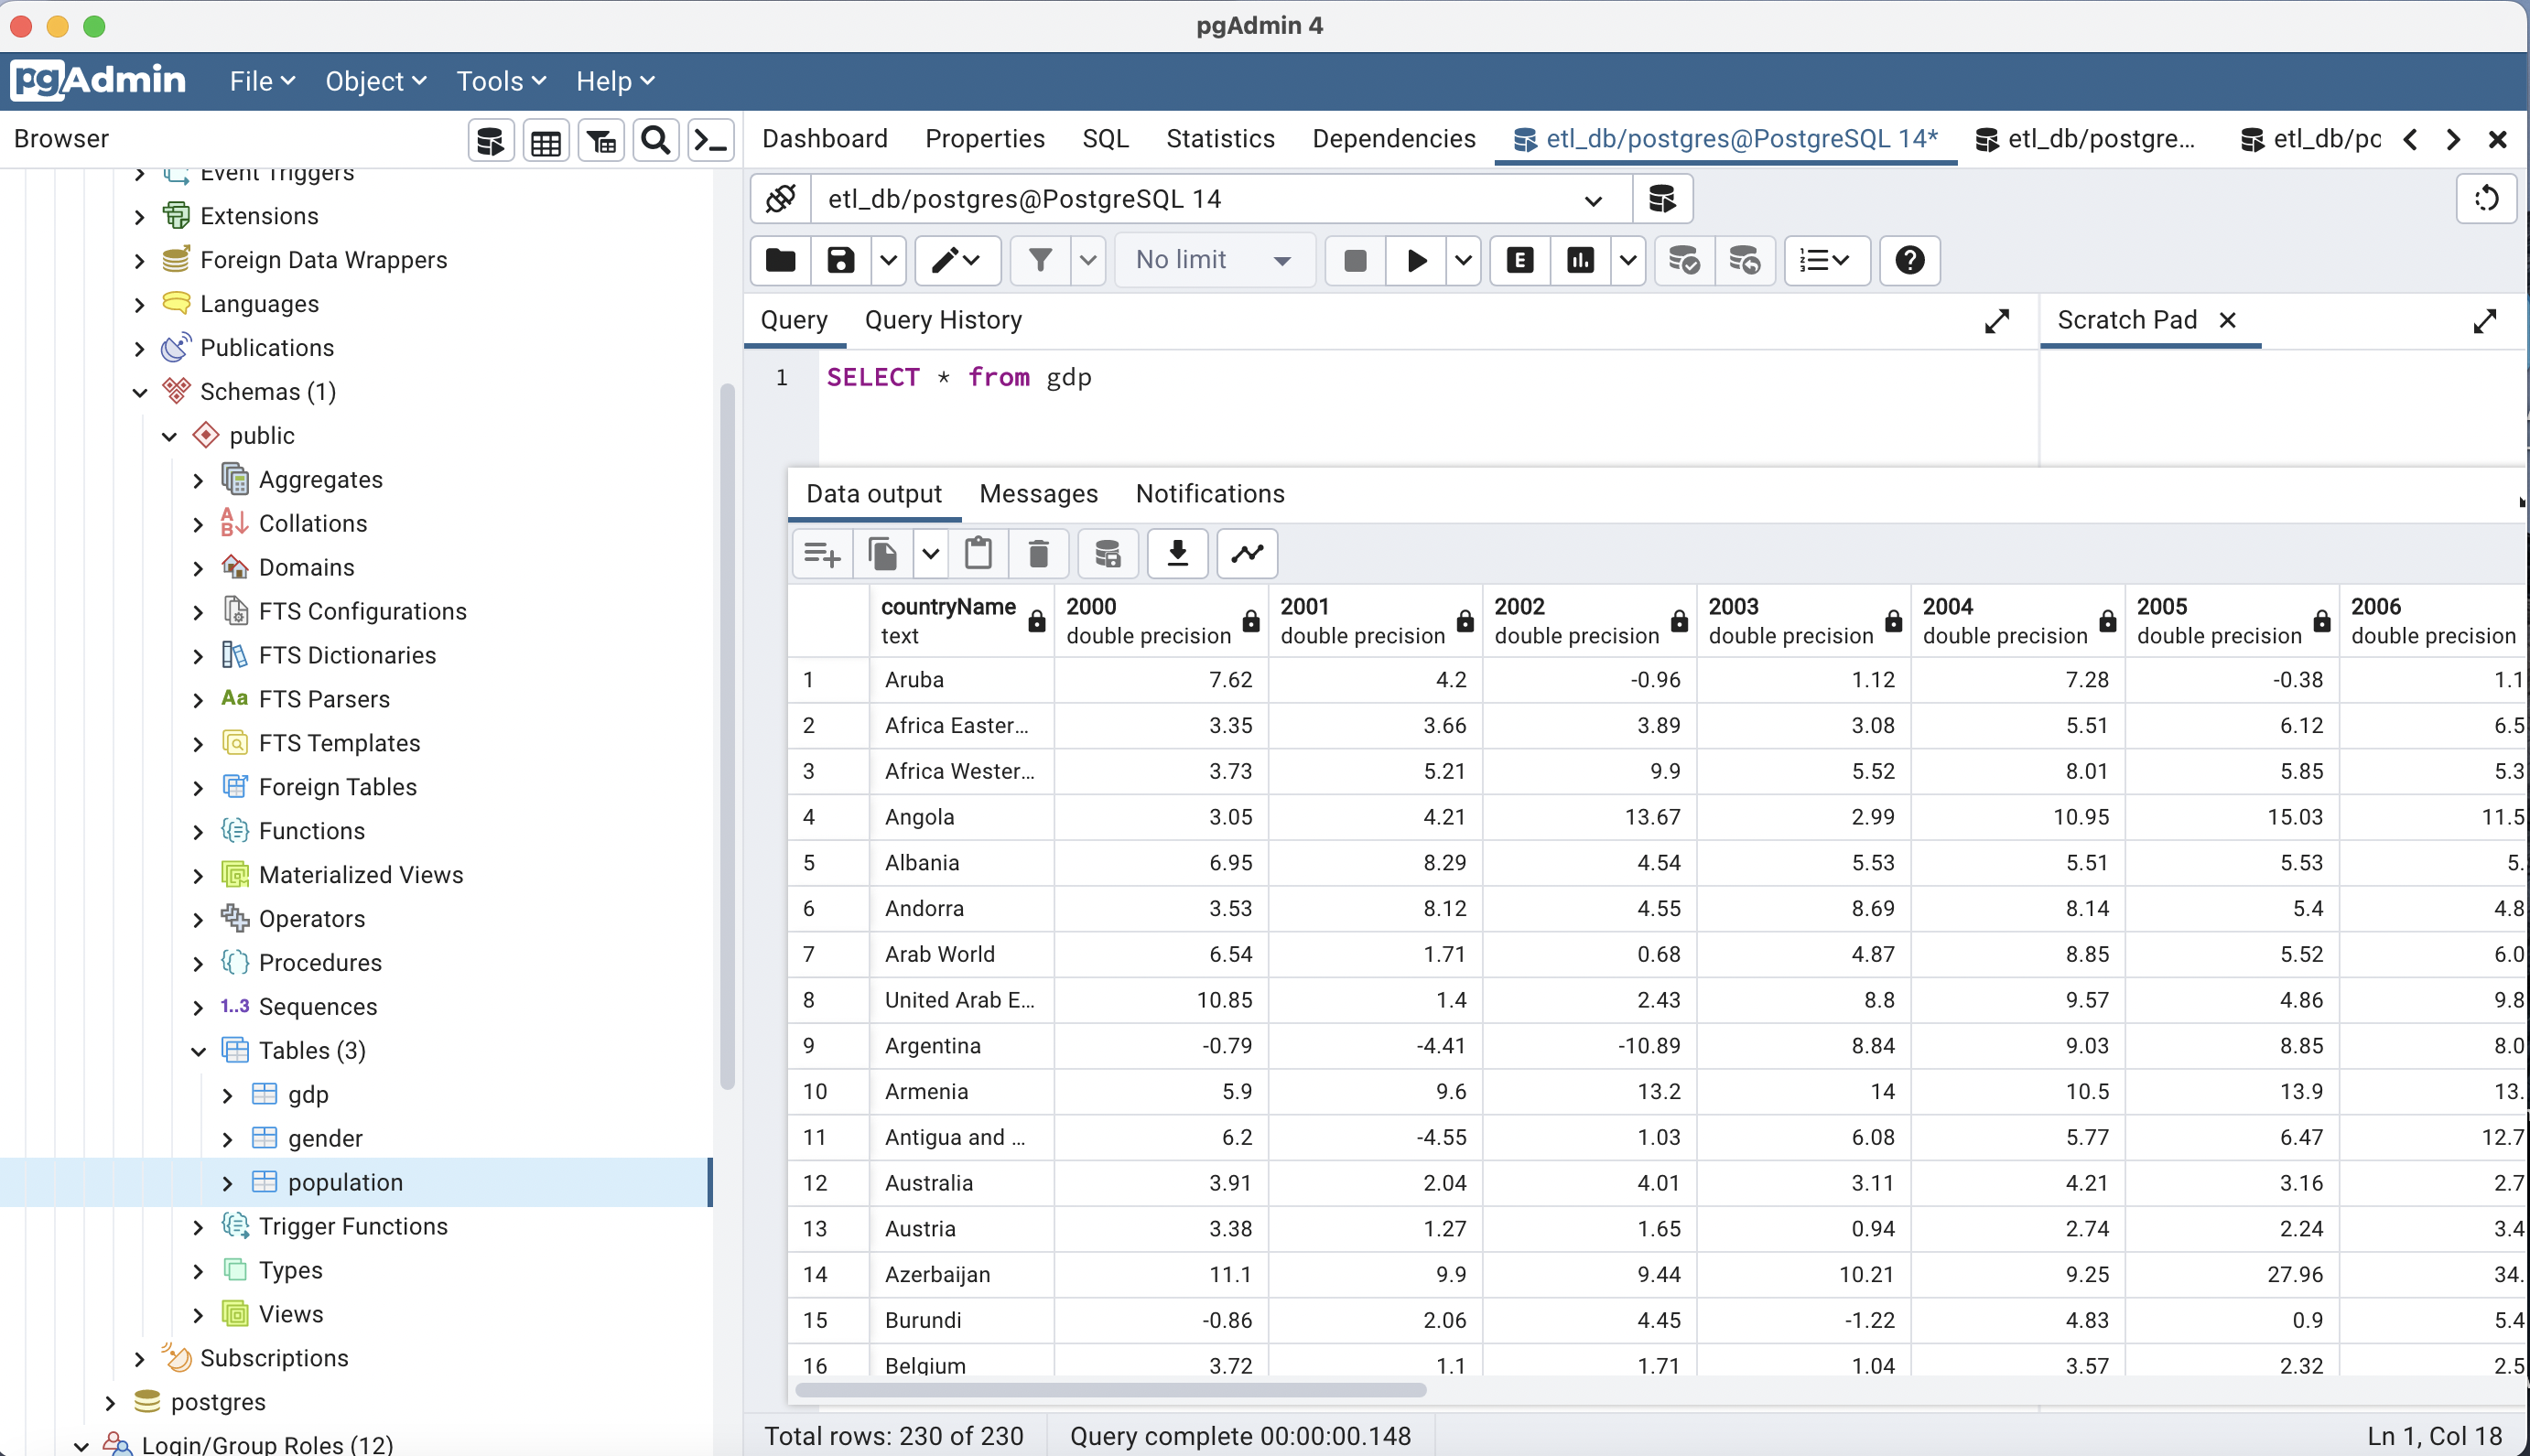 pgAdmin 4
pgAdmin File Object Tools Help
Browser
Dashboard Properties SQL Statistics Dependencies etl_db/postgres@PostgreSQL 14* etl_db/postgre... etl_db/po
Event Triggers
Extensions
Foreign Data Wrappers
Languages
Publications
Schemas (1)
public
Aggregates
Collations
Domains
FTS Configurations
FTS Dictionaries
Aa FTS Parsers
FTS Templates
Foreign Tables
Functions
Materialized Views
Operators
Procedures
1..3 Sequences
Tables (3)
gdp
gender
population
Trigger Functions
Types
Views
Subscriptions
postgres
Login/Group Roles (12)
etl_db/postgres@PostgreSQL 14
No limit E
Query Query History
Scratch Pad
1 SELECT * from gdp
Data output Messages Notifications
countryName 2000 2001 2002 2003 2004 2005 2006
text double precision double precision double precision double precision double precision double precision double precision
1 Aruba 7.62 4.2 -0.96 1.12 7.28 -0.38 1.1
2 Africa Easter... 3.35 3.66 3.89 3.08 5.51 6.12 6.5
3 Africa Wester... 3.73 5.21 9.9 5.52 8.01 5.85 5.3
4 Angola 3.05 4.21 13.67 2.99 10.95 15.03 11.5
5 Albania 6.95 8.29 4.54 5.53 5.51 5.53 5.
6 Andorra 3.53 8.12 4.55 8.69 8.14 5.4 4.8
7 Arab World 6.54 1.71 0.68 4.87 8.85 5.52 6.0
8 United Arab E... 10.85 1.4 2.43 8.8 9.57 4.86 9.8
9 Argentina -0.79 -4.41 -10.89 8.84 9.03 8.85 8.0
10 Armenia 5.9 9.6 13.2 14 10.5 13.9 13.
11 Antigua and ... 6.2 -4.55 1.03 6.08 5.77 6.47 12.7
12 Australia 3.91 2.04 4.01 3.11 4.21 3.16 2.7
13 Austria 3.38 1.27 1.65 0.94 2.74 2.24 3.4
14 Azerbaijan 11.1 9.9 9.44 10.21 9.25 27.96 34.
15 Burundi -0.86 2.06 4.45 -1.22 4.83 0.9 5.4
16 Belgium 3.72 1.1 1.71 1.04 3.57 2.32 2.5
Total rows: 230 of 230 Query complete 00:00:00.148 Ln 1, Col 18